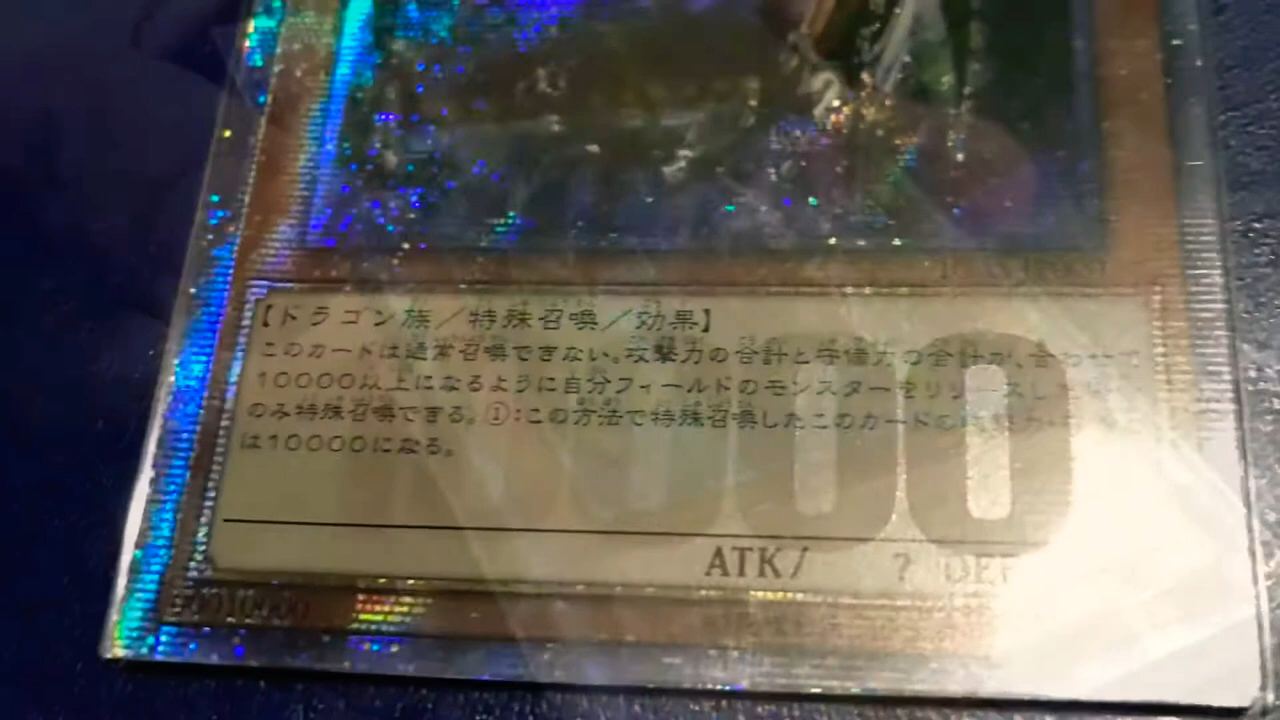 【ドラゴン族／特殊召喚／効果】
このカードは通常召喚できない。攻撃力の合計と守備力の合計が、合わせて
10000以上になるように自分フィールドのモンスターをリリースした
のみ特殊召喚できる。①：この方法で特殊召喚したこのカードの
は10000になる。
000
ATK/ ? DEF
10000